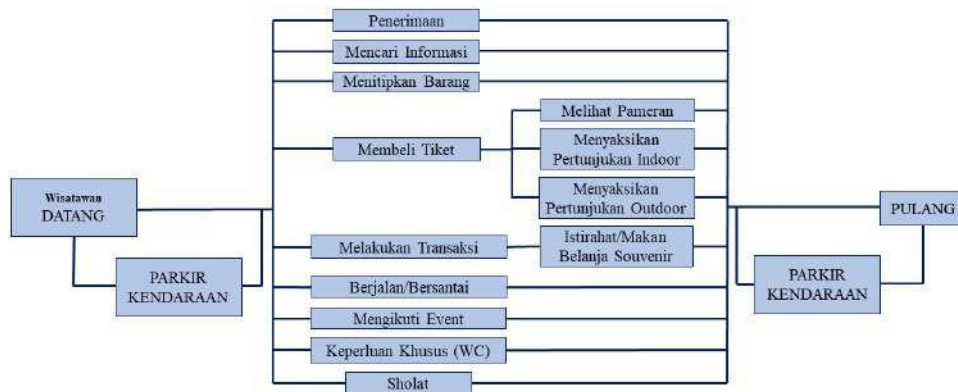 Penerimaan
Mencari Informasi
Menitipkan Barang
Melihat Pameran
Membeli Tiket
Menyaksikan
Pertunjukan Indoor
Menyaksikan
Pertunjukan Outdoor
Wisatawan
DATANG
PULANG
Melakukan Transaksi
Istirahat/Makan
Belanja Souvenir
PARKIR
KENDARAAN
PARKIR
KENDARAAN
Berjalan/Bersantai
Mengikuti Event
Keperluan Khusus (WC)
Sholat